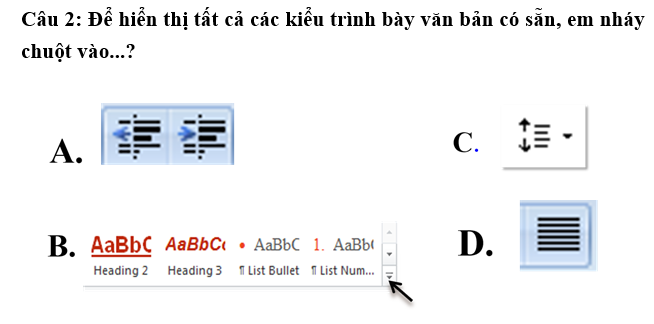 Câu 2: Để hiển thị tất cả các kiểu trình bày văn bản có sẵn, em nháy
chuột vào...?
A.
C.
B. AaBbC AaBbCc • AaBbC 1. AaBb(
Heading 2 Heading 3 ¶ List Bullet ¶ List Num...
D.